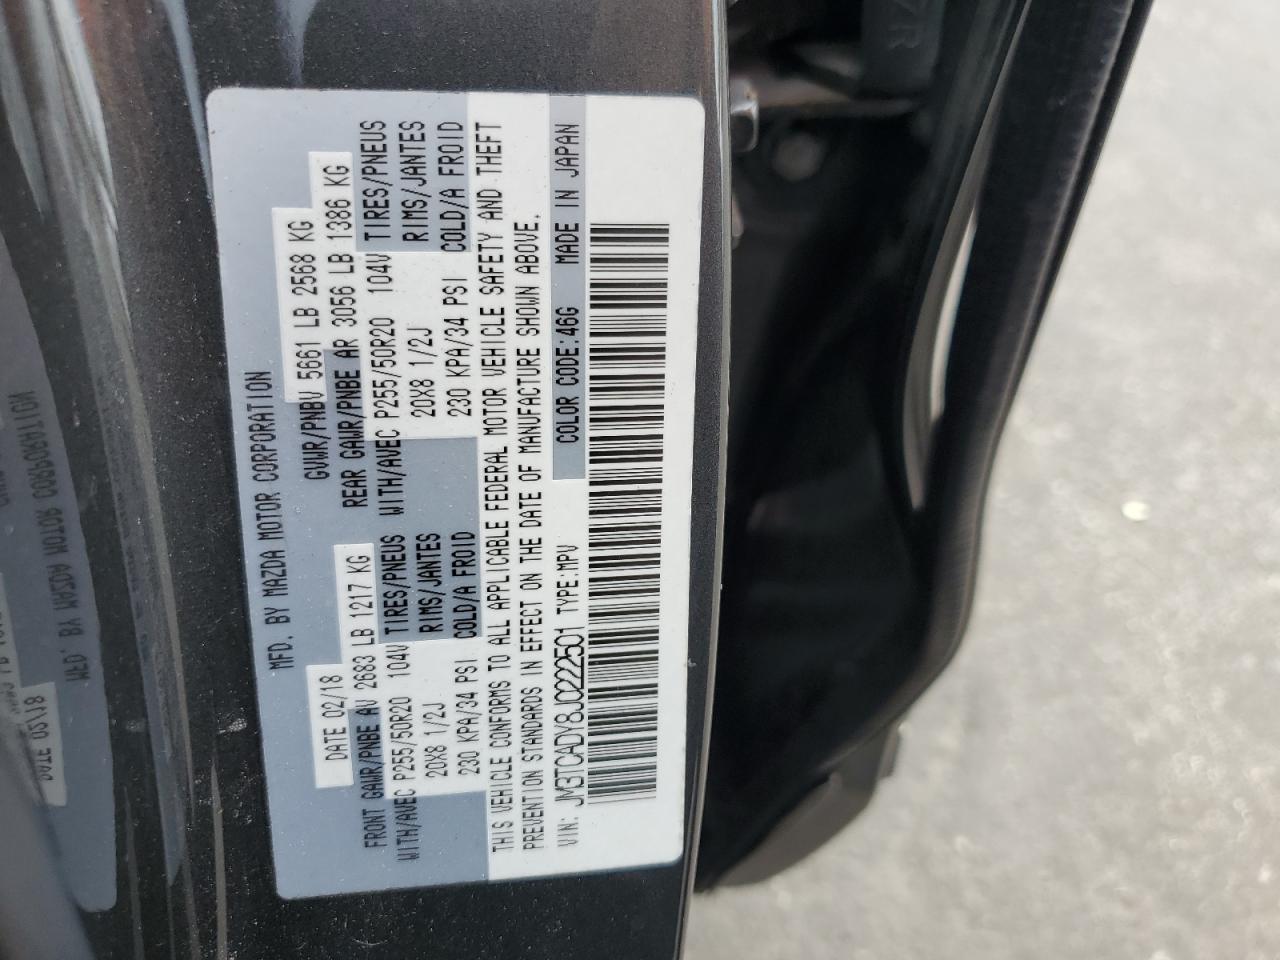 MFD. BY MAZDA MOTOR CORPORATION
DATE 02/18 GVWR/PNBV 5661 LB 2568 KG
FRONT GAWR/PNBE AV 2683 LB 1217 KG REAR GAWR/PNBE AR 3056 LB 1386 KG
WITH/AVEC P255/50R20 104V TIRES/PNEUS WITH/AVEC P255/50R20 104V TIRES/PNEUS
20X8 1/2J RIMS/JANTES 20X8 1/2J RIMS/JANTES
230 KPA/34 PSI COLD/A FROID 230 KPA/34 PSI COLD/A FROID
THIS VEHICLE CONFORMS TO ALL APPLICABLE FEDERAL MOTOR VEHICLE SAFETY AND THEFT
PREVENTION STANDARDS IN EFFECT ON THE DATE OF MANUFACTURE SHOWN ABOVE.
VIN: JM3TCADY8J0222501 TYPE:MPV COLOR CODE:46G MADE IN JAPAN